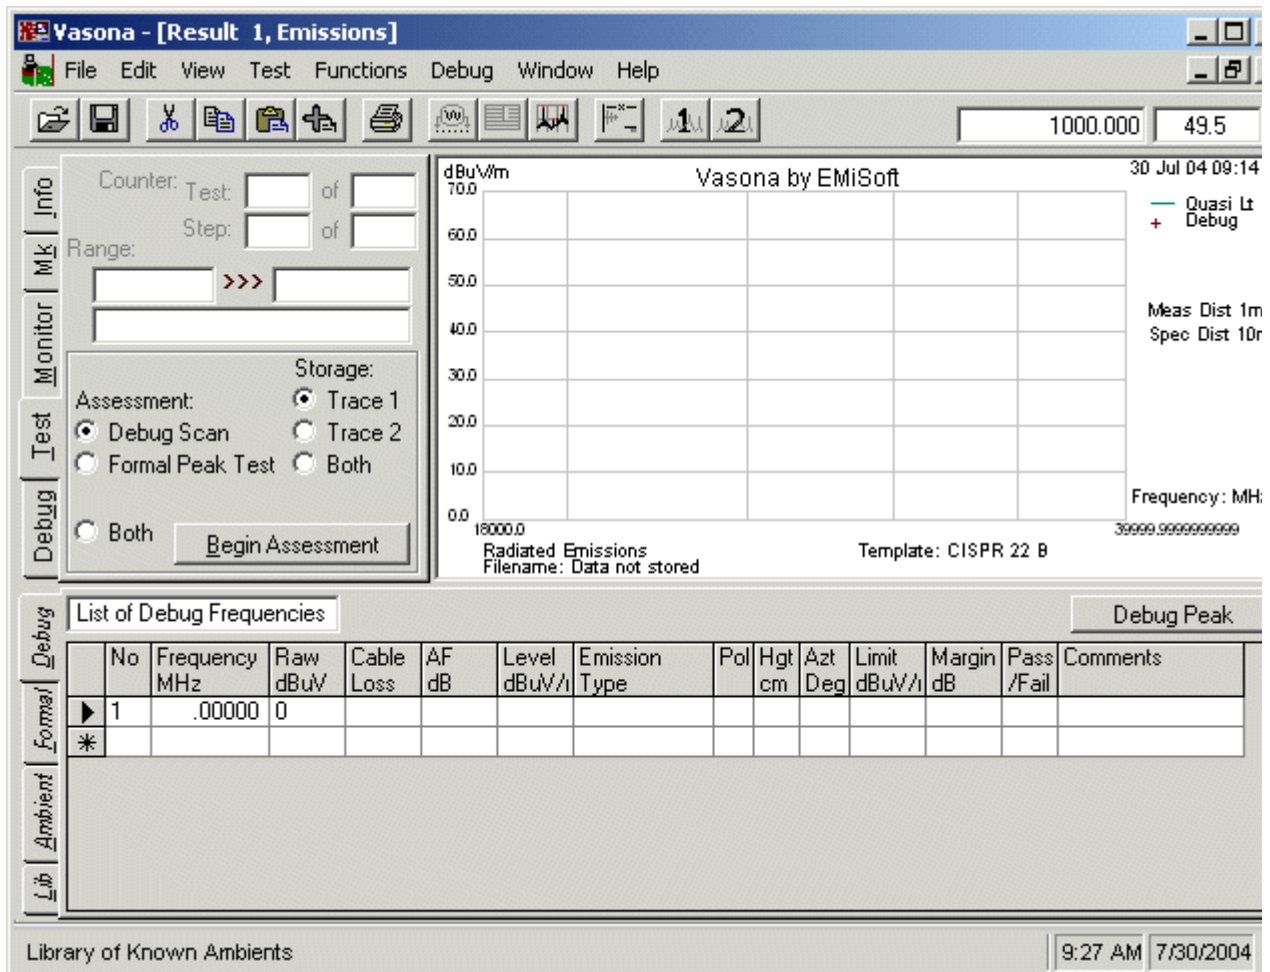 Vasona - [Result 1, Emissions]
File Edit View Test Functions Debug Window Help
1 2
1000.000 49.5
Info
Mk
Monitor
Test
Debug
Counter: Test: of
Step: of
Range:
>>>
Storage:
Assessment:
Trace 1
Debug Scan
Trace 2
Formal Peak Test
Both
Both
Begin Assessment
dBuV/m
Vasona by EMiSoft
30 Jul 04 09:14
Quasi Lt
Debug
Meas Dist 1m
Spec Dist 10m
70.0
60.0
50.0
40.0
30.0
20.0
10.0
0.0
Frequency: MHz
18000.0
39999.9999999999
Radiated Emissions
Template: CISPR 22 B
Filename: Data not stored
Debug
Formal
Ambient
Lib
List of Debug Frequencies
Debug Peak
No Frequency MHz Raw dBuV Cable Loss AF dB Level dBuV/ Emission Type Pol Hgt cm Azt Deg Limit dBuV/ Margin dB Pass /Fail Comments
1 .00000 0
Library of Known Ambients
9:27 AM 7/30/2004